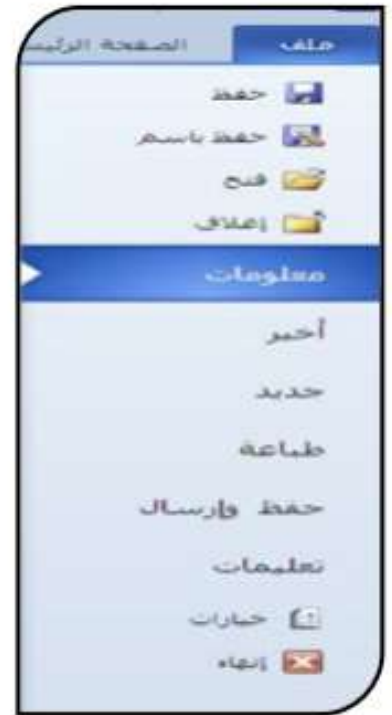 ملف الصفحة الرئيس
حفظ
حفظ باسم
فتح
إغلاق
معلومات
أخير
جديد
طباعة
حفظ وإرسال
تعليمات
خيارات
إنهاء